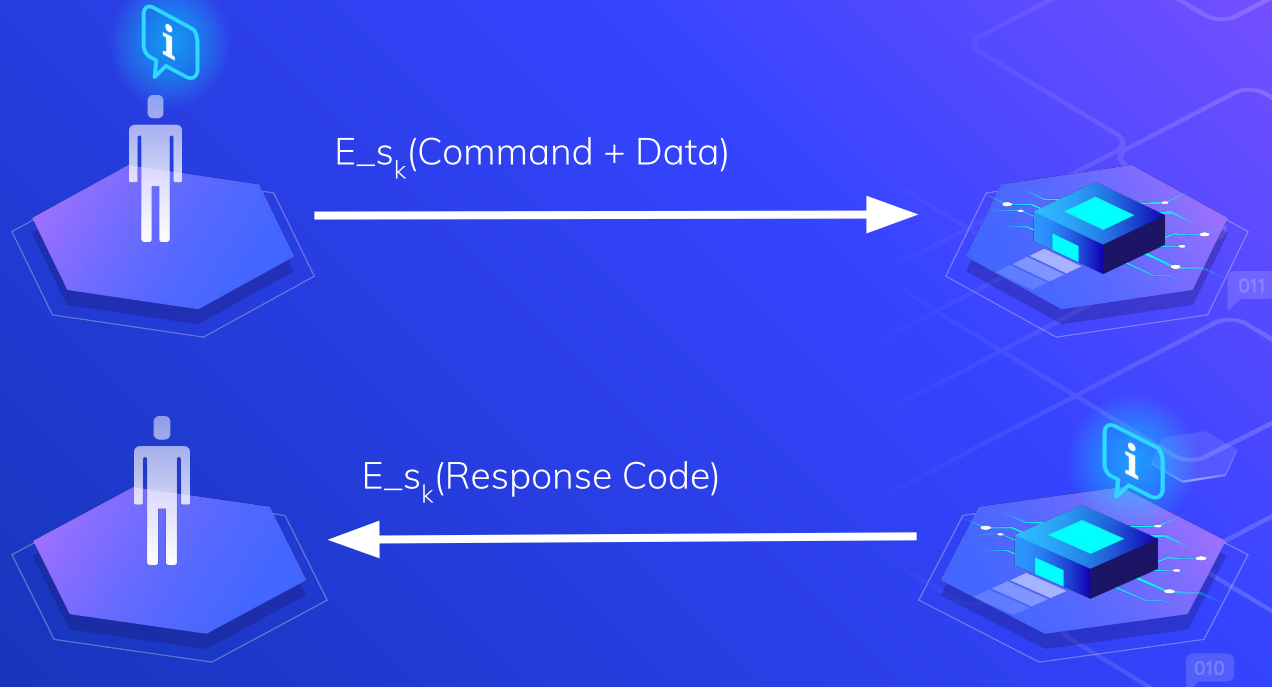 i
E_sₖ(Command + Data)
011
i
E_sₖ(Response Code)
010